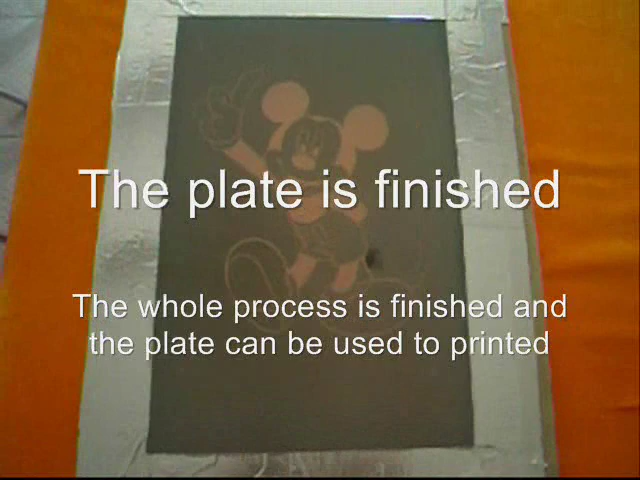 The plate is finished
The whole process is finished and
the plate can be used to printed